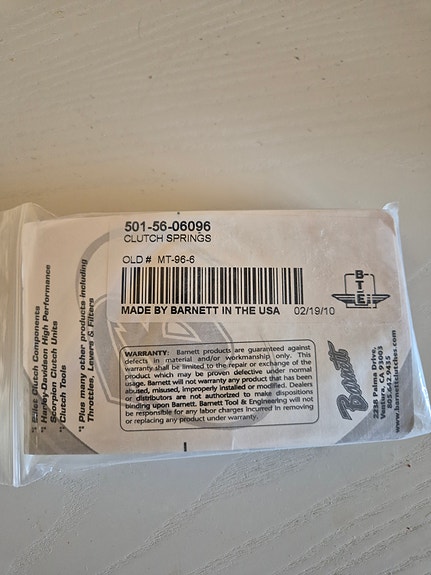 501-56-06096
CLUTCH SPRINGS
OLD # MT-96-6
MADE BY BARNETT IN THE USA 02/19/10
BTE
WARRANTY: Barnett products are guaranteed against
defects in material and/or workmanship only. This
warranty shall be limited to the repair or exchange of the
product which may be proven defective under normal
usage. Barnett will not warranty any product that has been
abused, misused, improperly installed or modified. Dealers
or distributors are not authorized to make dispositions
binding upon Barnett. Barnett Tool & Engineering will not
be responsible for any labor charges incurred in removing
or replacing any product under warranty.
Barnett
2238 Palma Drive,
Ventura, CA 93003
805.642.9435
www.barnettclutches.com
Clutch Components
Harley-Davidson High Performance
Scorpion Clutch Units
Clutch Tools
Plus many other products including
Throttles, Levers & Filters